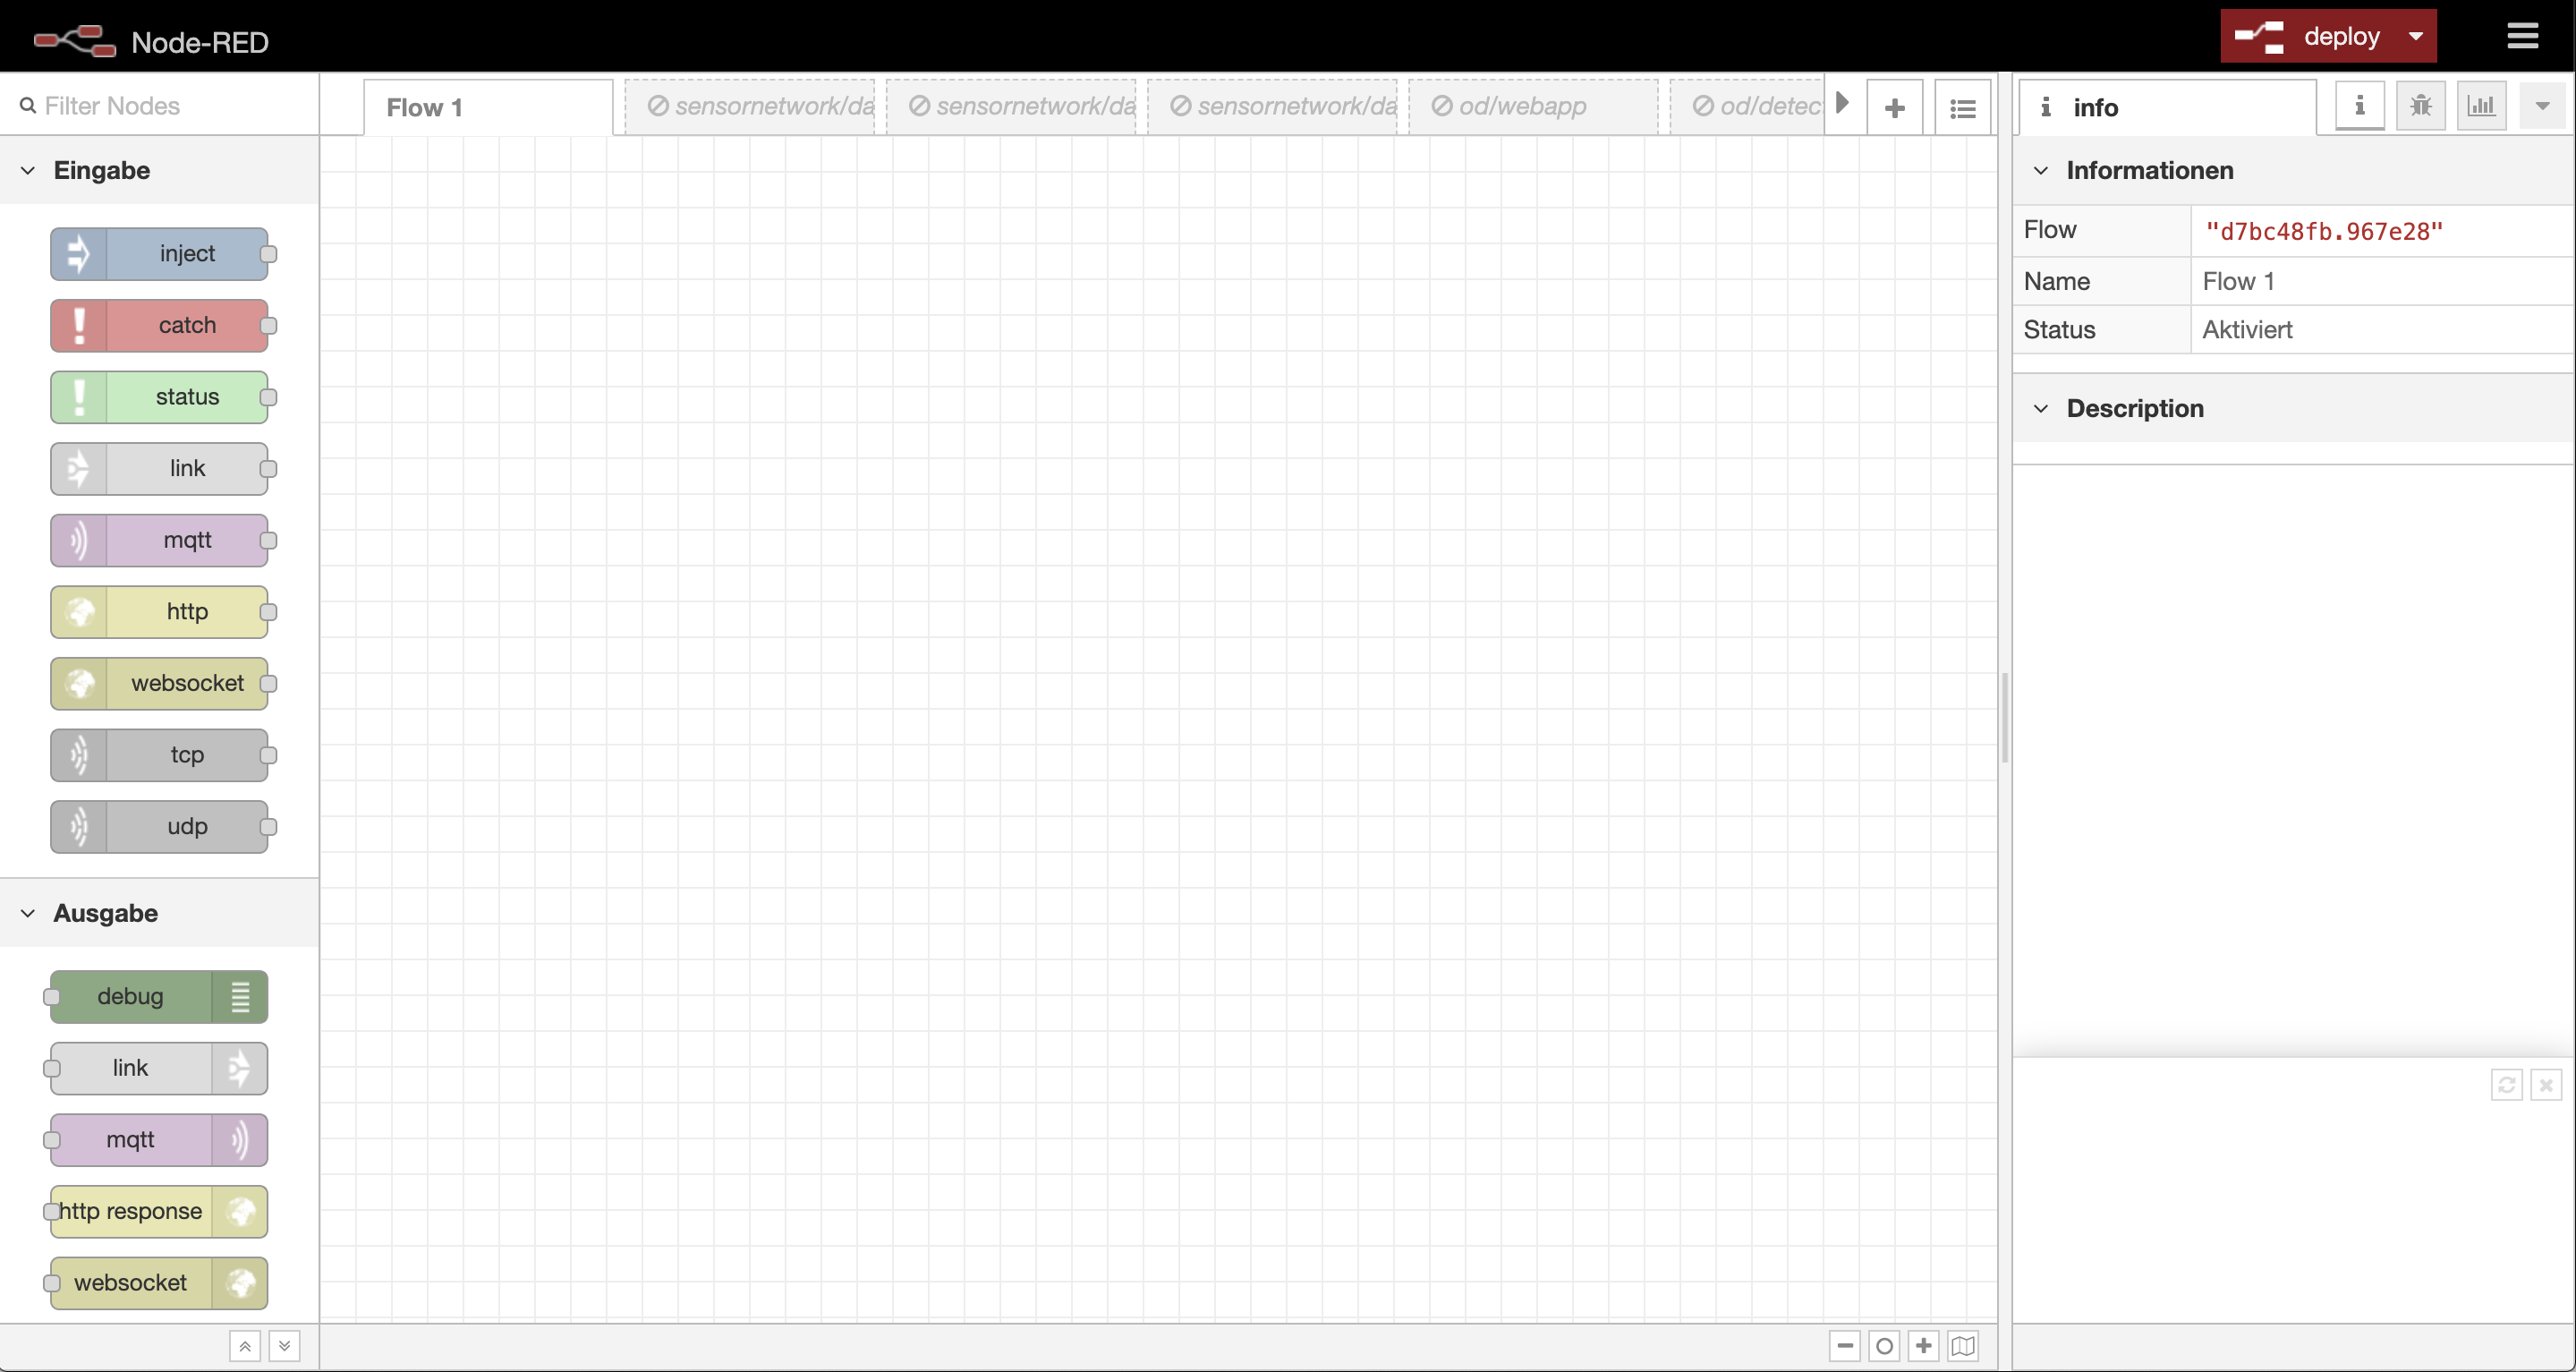 Node-RED
deploy
Filter Nodes
Flow 1
sensornetwork/da
sensornetwork/da
sensornetwork/da
od/webapp
od/detec
info
Eingabe
inject
catch
status
link
mqtt
http
websocket
tcp
udp
Ausgabe
debug
link
mqtt
http response
websocket
Informationen
Flow "d7bc48fb.967e28"
Name Flow 1
Status Aktiviert
Description